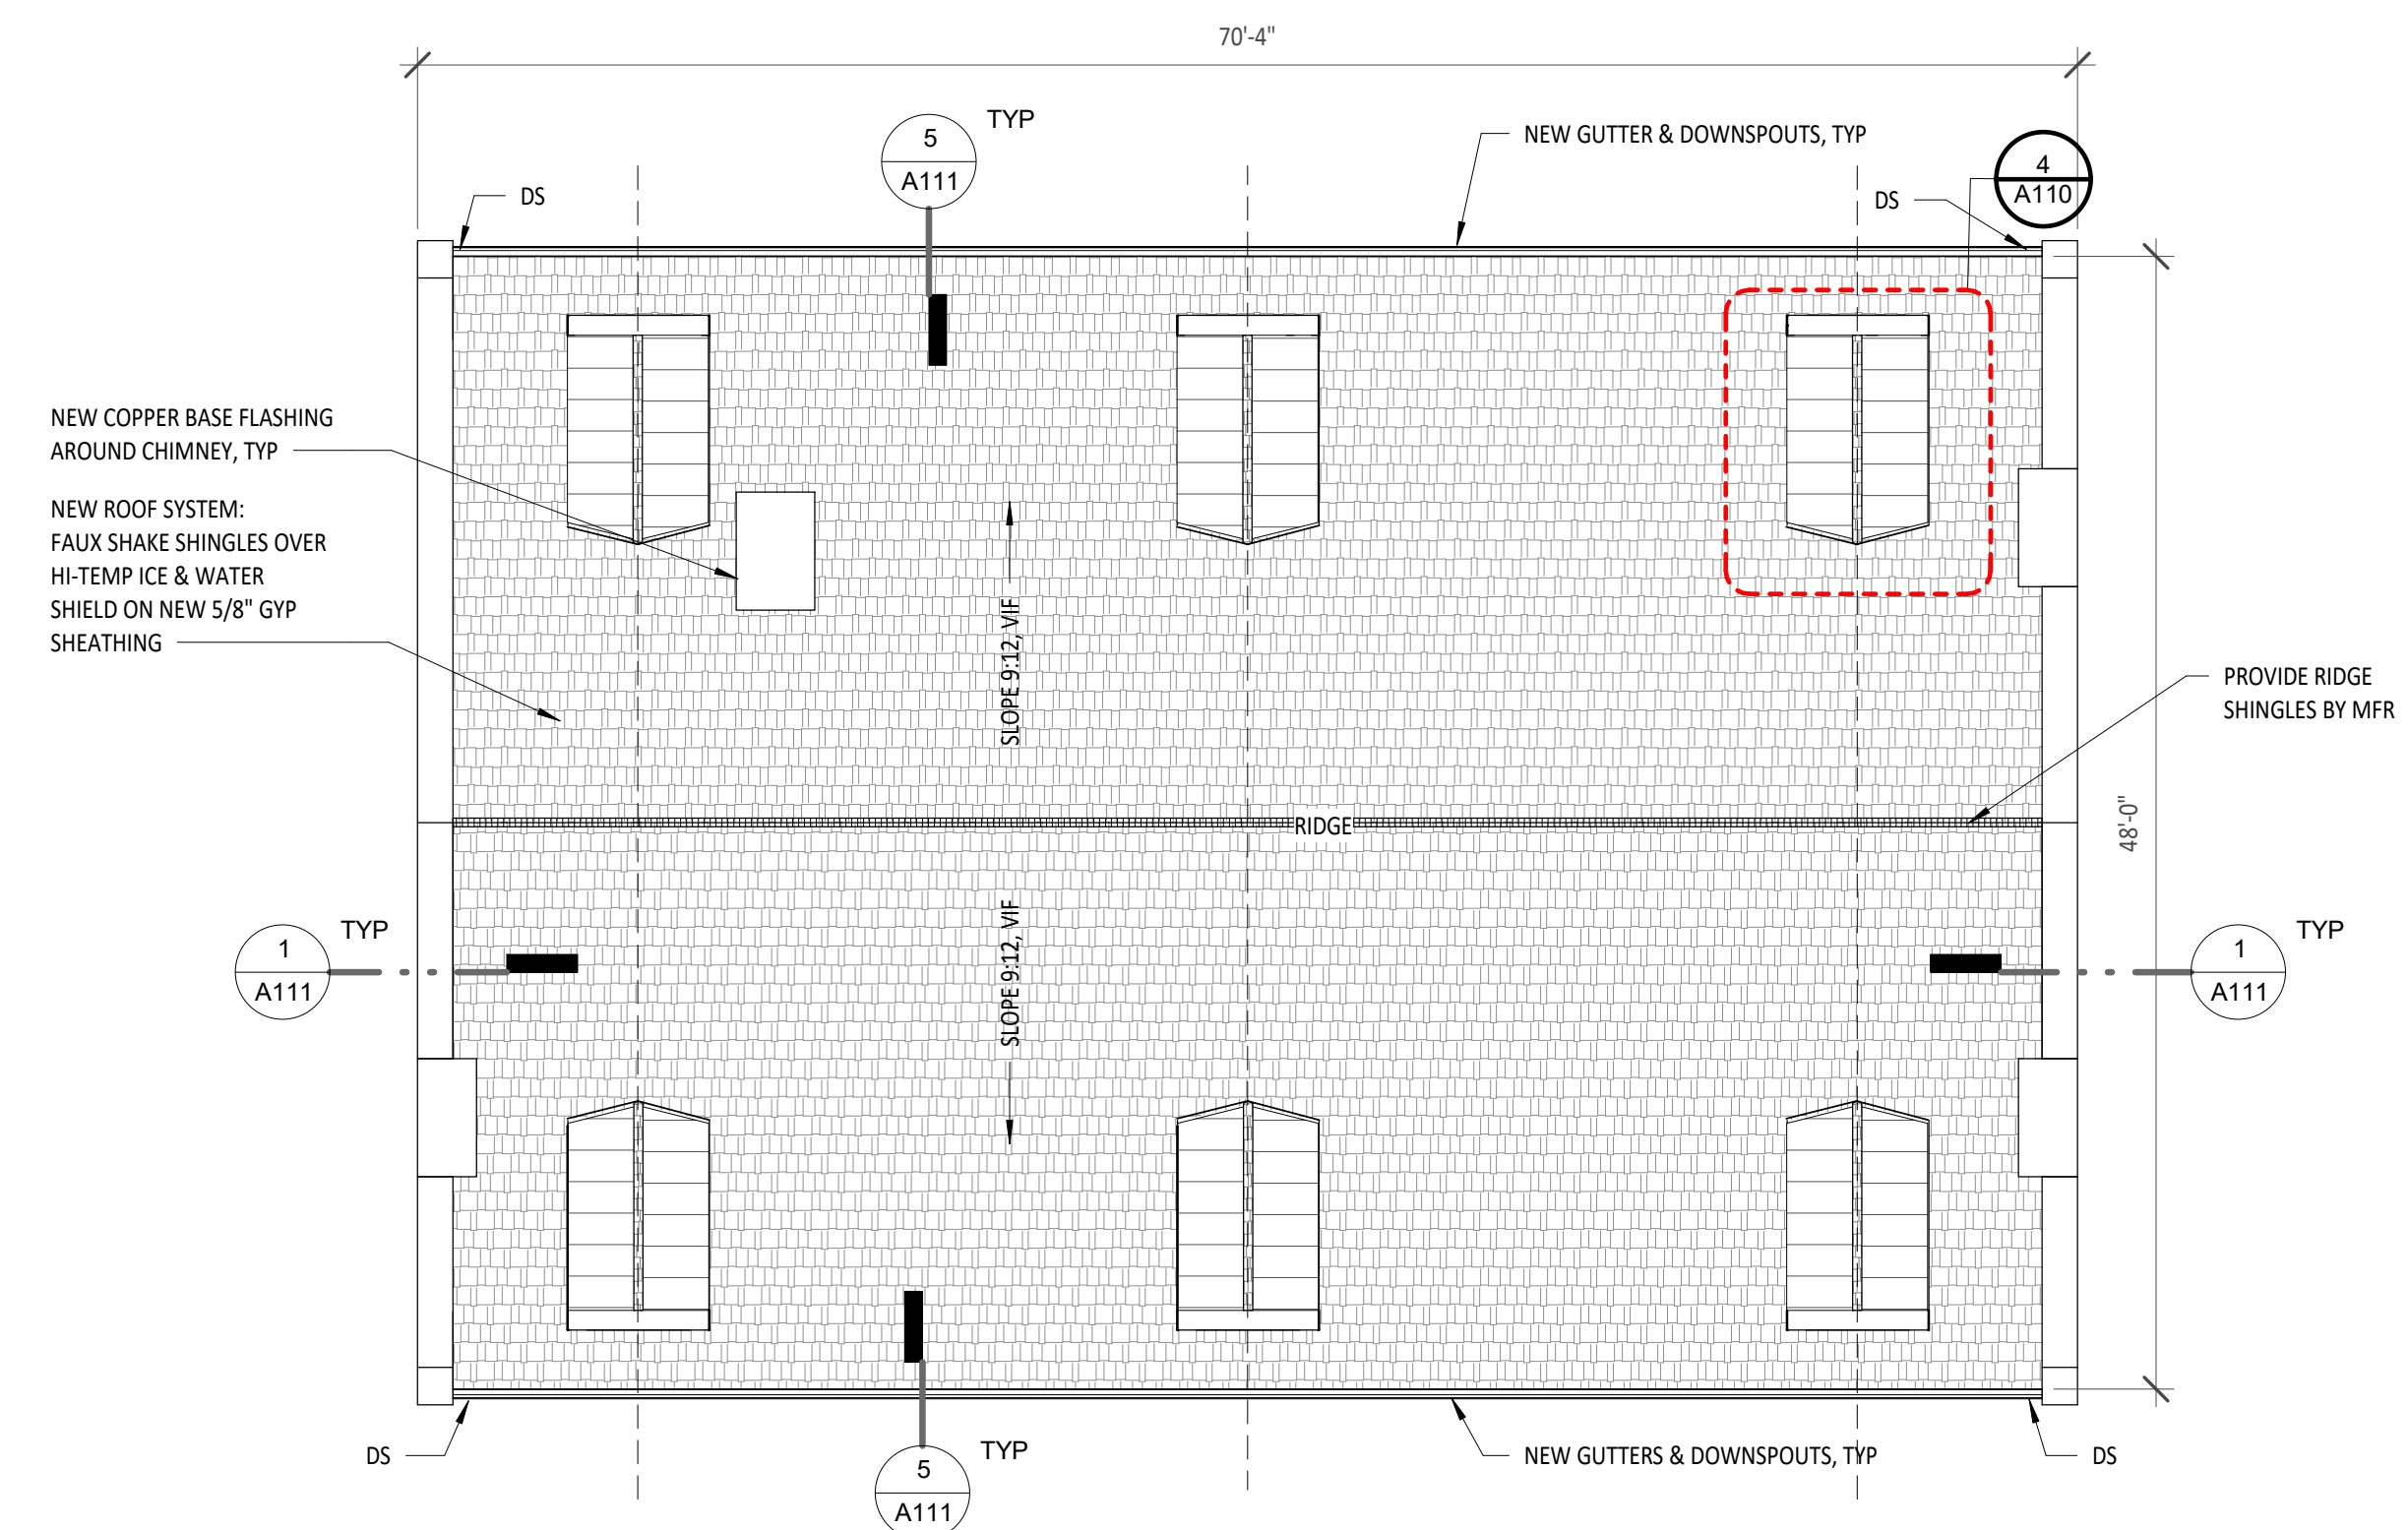 70'-4"
5
A111
TYP
NEW GUTTER & DOWNSPOUTS, TYP
4
A110
DS
DS
NEW COPPER BASE FLASHING
AROUND CHIMNEY, TYP
NEW ROOF SYSTEM:
FAUX SHAKE SHINGLES OVER
HI-TEMP ICE & WATER
SHIELD ON NEW 5/8" GYP
SHEATHING
SLOPE 9:12, VIF
PROVIDE RIDGE
SHINGLES BY MFR
RIDGE
48'-0"
1
A111
TYP
SLOPE 9:12, VIF
1
A111
TYP
DS
5
A111
TYP
NEW GUTTERS & DOWNSPOUTS, TYP
DS